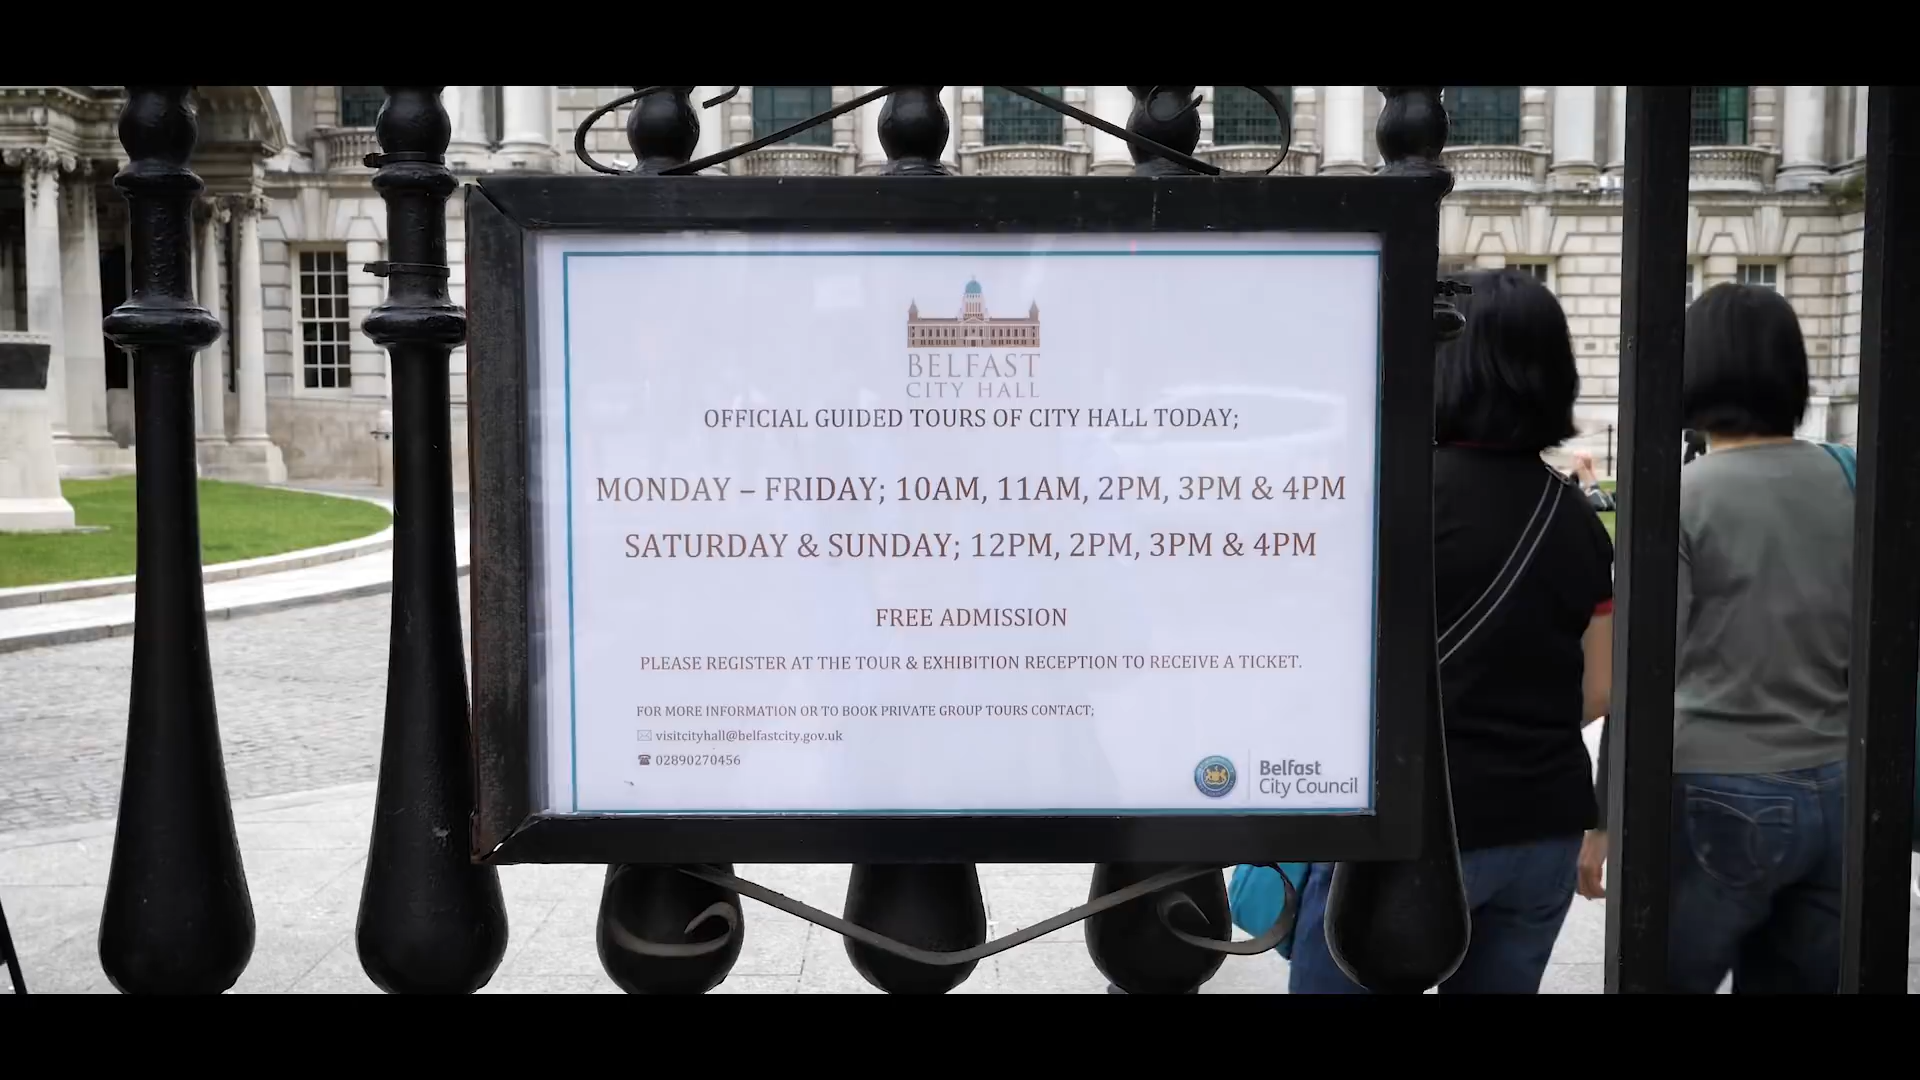 BELFAST
CITY HALL
OFFICIAL GUIDED TOURS OF CITY HALL TODAY;
MONDAY – FRIDAY; 10AM, 11AM, 2PM, 3PM & 4PM
SATURDAY & SUNDAY; 12PM, 2PM, 3PM & 4PM
FREE ADMISSION
PLEASE REGISTER AT THE TOUR & EXHIBITION RECEPTION TO RECEIVE A TICKET.
FOR MORE INFORMATION OR TO BOOK PRIVATE GROUP TOURS CONTACT;
visitcityhall@belfastcity.gov.uk
02890270456
Belfast
City Council